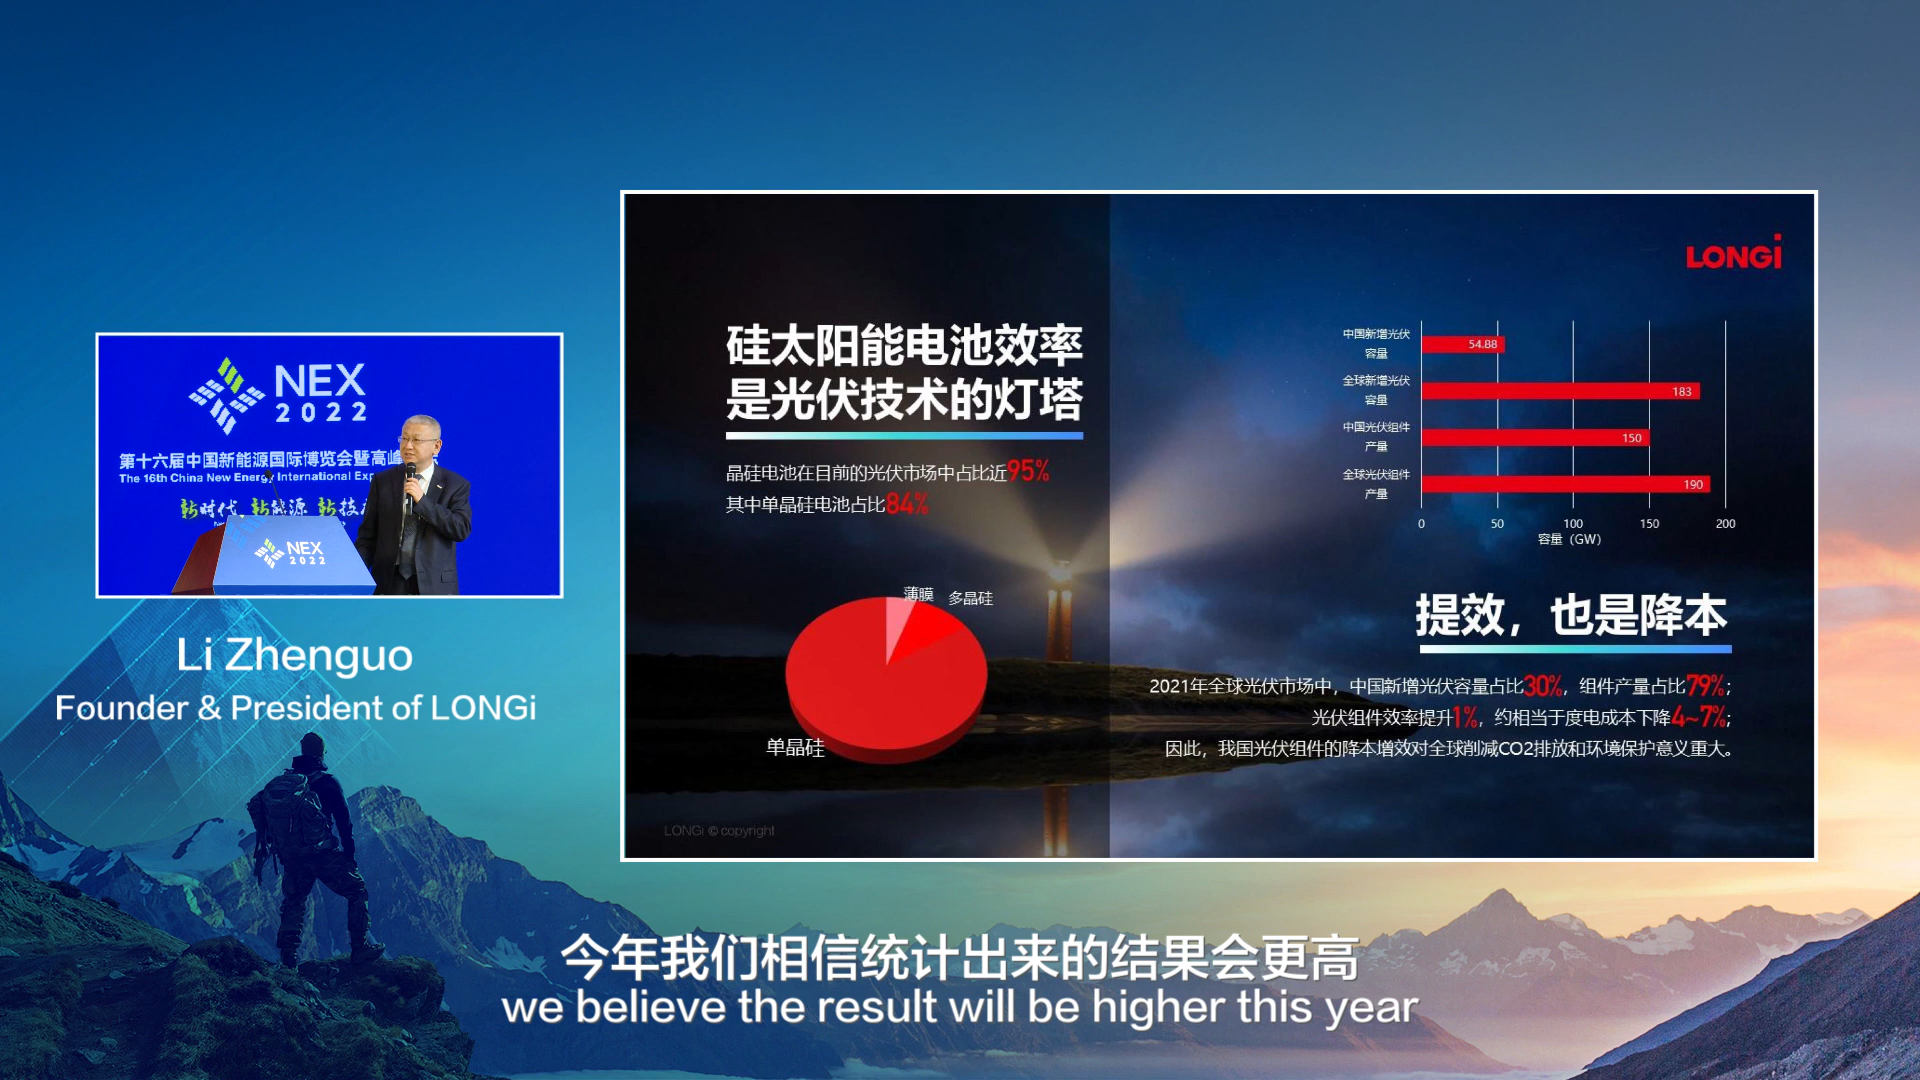 NEX
2022
第十六届中国新能源国际博览会暨高峰
The 16th China New Energy International
新时代 新能源
NEX
2022
Li Zhenguo
Founder & President of LONGi
硅太阳能电池效率
是光伏技术的灯塔
晶硅电池在目前的光伏市场中占比近95%
其中单晶硅电池占比84%
薄膜
多晶硅
单晶硅
LONGi © copyright
LONGi
中国新增光伏
容量
54.88
全球新增光伏
容量
183
中国光伏组件
产量
150
全球光伏组件
产量
190
0 50 100 150 200
容量（GW）
提效，也是降本
2021年全球光伏市场中，中国新增光伏容量占比30%，组件产量占比79%；
光伏组件效率提升1%，约相当于度电成本下降4~7%；
因此，我国光伏组件的降本增效对全球削减CO2排放和环境保护意义重大。
今年我们相信统计出来的结果会更高
we believe the result will be higher this year